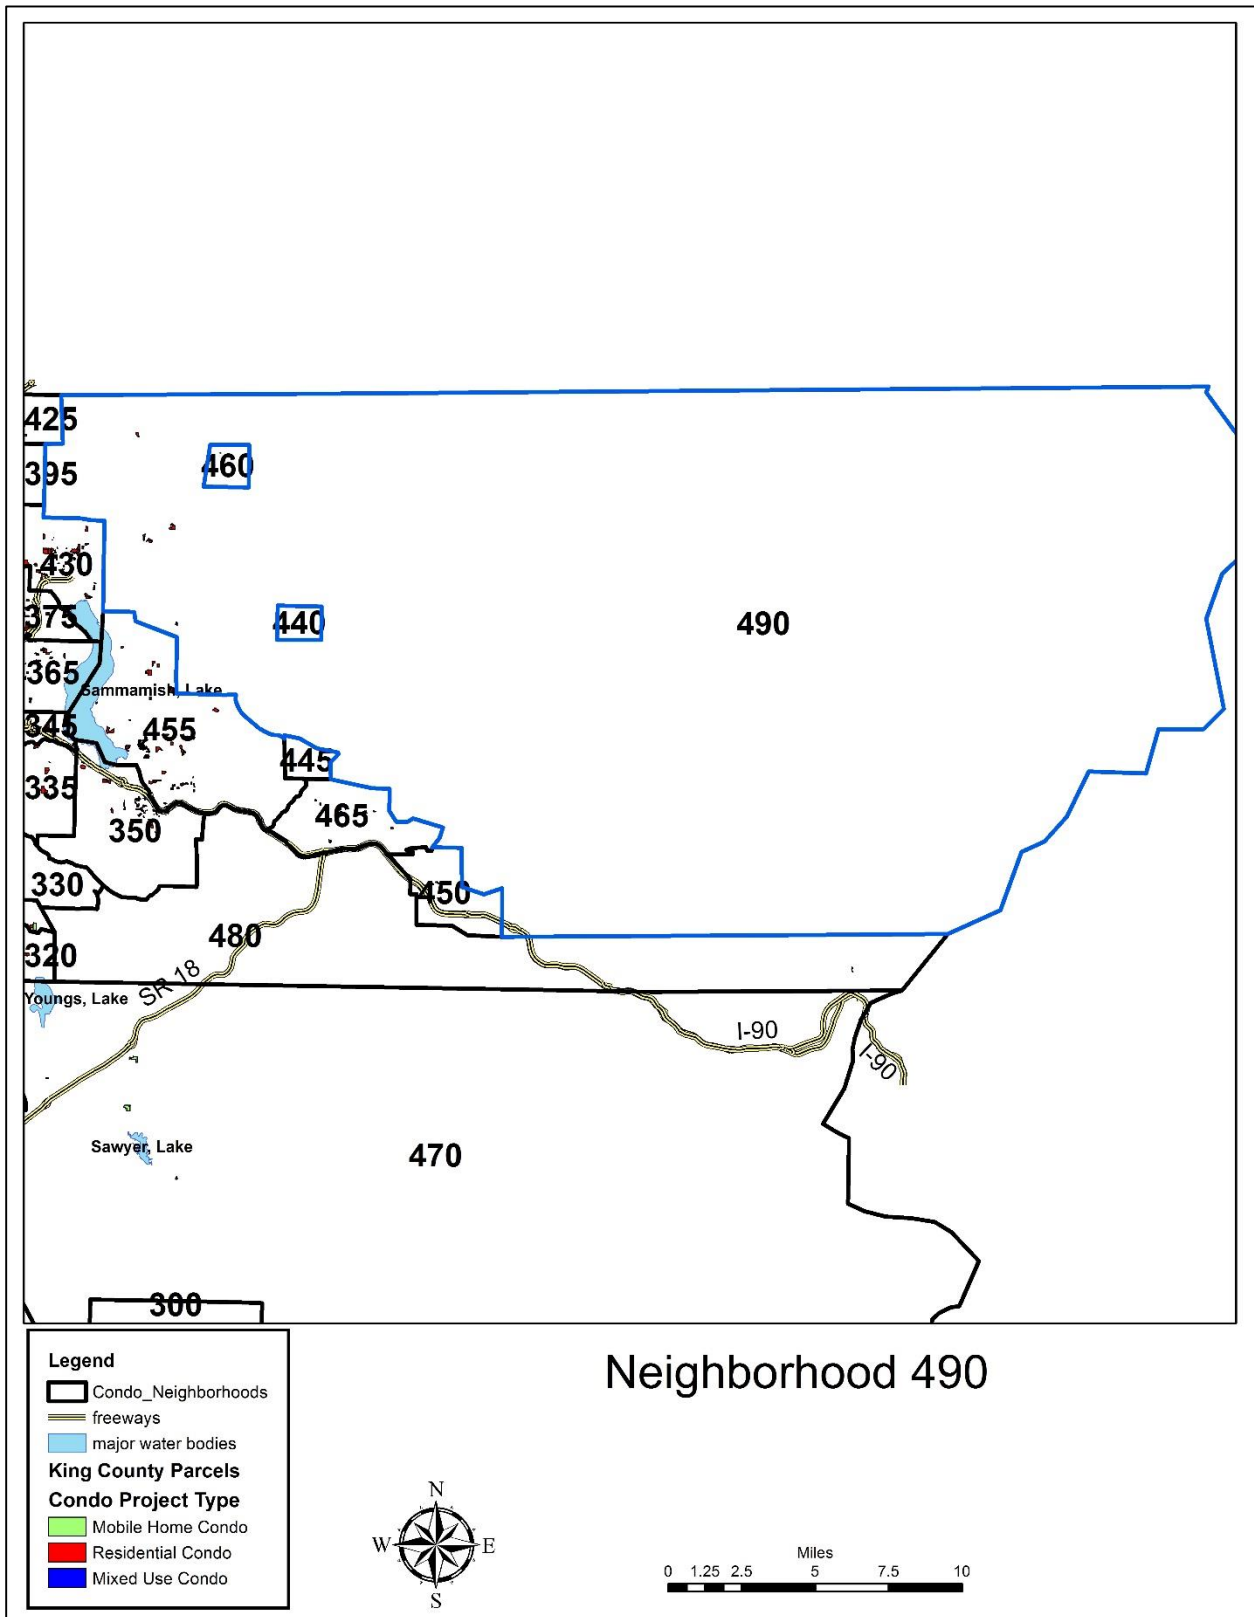 425
395
460
430
375
440
490
365
Sammamish, Lake
345
455
445
335
465
350
330
450
480
320
SR 18
Youngs, Lake
I-90
I-90
Sawyer, Lake
470
300
Legend
Condo_Neighborhoods
freeways
major water bodies
King County Parcels
Condo Project Type
Mobile Home Condo
Residential Condo
Mixed Use Condo
Neighborhood 490
N
W E
S
Miles
0 1.25 2.5 5 7.5 10